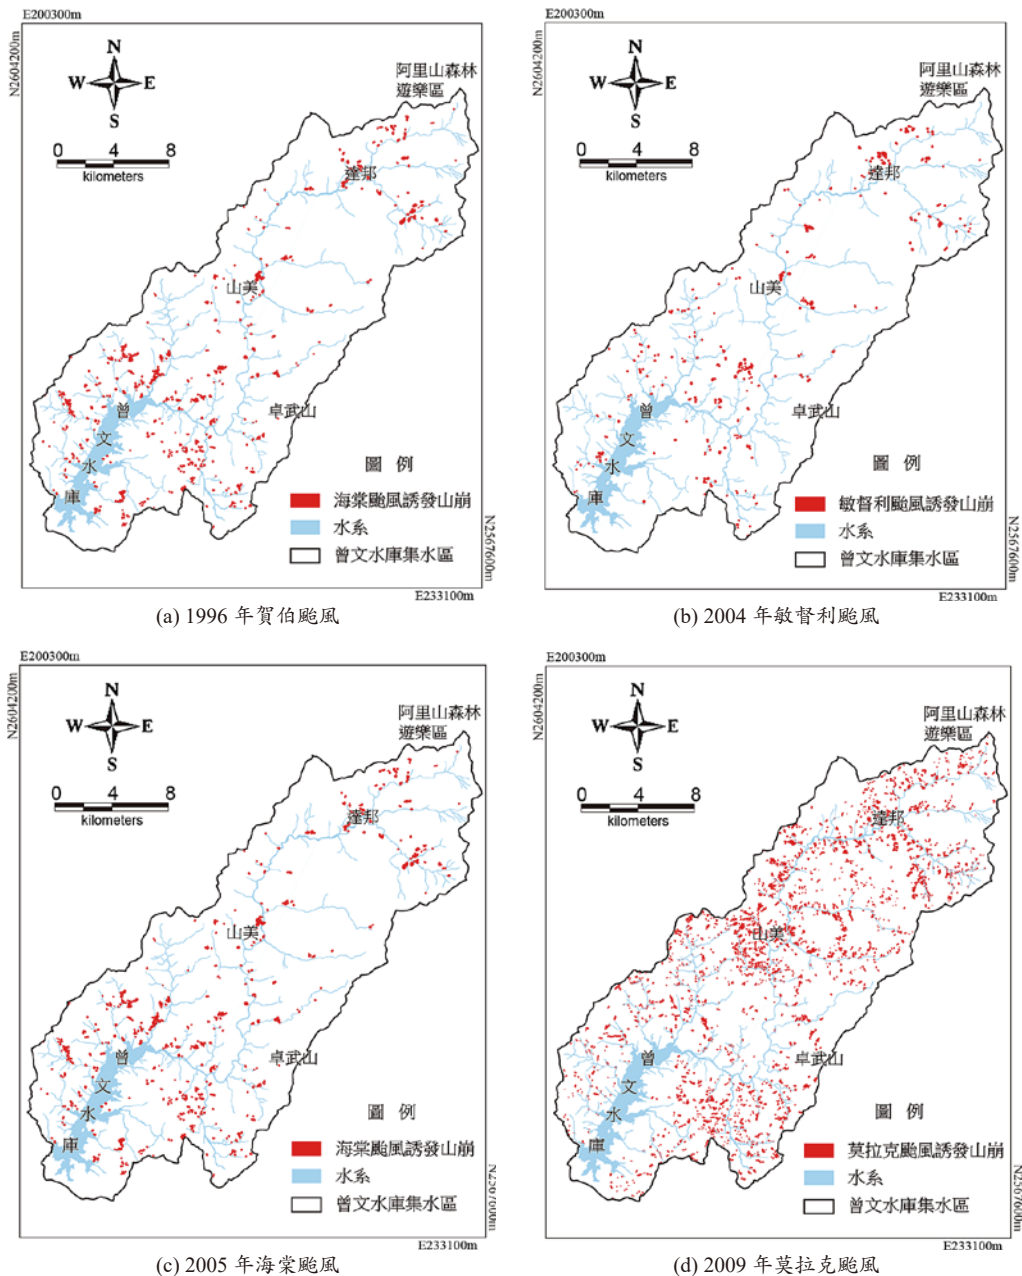 E200300m
N2604200m
N
W E
S
0 4 8
kilometers
阿里山森林
遊樂區
達邦
山美
卓武山
曾
文
水
庫
圖 例
海棠颱風誘發山崩
水系
曾文水庫集水區
N2567600m
E233100m
(a) 1996 年賀伯颱風
E200300m
N2604200m
N
W E
S
0 4 8
kilometers
阿里山森林
遊樂區
達邦
山美
卓武山
曾
文
水
庫
圖 例
敏督利颱風誘發山崩
水系
曾文水庫集水區
N2567600m
E233100m
(b) 2004 年敏督利颱風
E200300m
N2604200m
N
W E
S
0 4 8
kilometers
阿里山森林
遊樂區
達邦
山美
卓武山
曾
文
水
庫
圖 例
海棠颱風誘發山崩
水系
曾文水庫集水區
N2567600m
E233100m
(c) 2005 年海棠颱風
E200300m
N2604200m
N
W E
S
0 4 8
kilometers
阿里山森林
遊樂區
達邦
山美
卓武山
曾
文
水
庫
圖 例
莫拉克颱風誘發山崩
水系
曾文水庫集水區
N2567600m
E233100m
(d) 2009 年莫拉克颱風